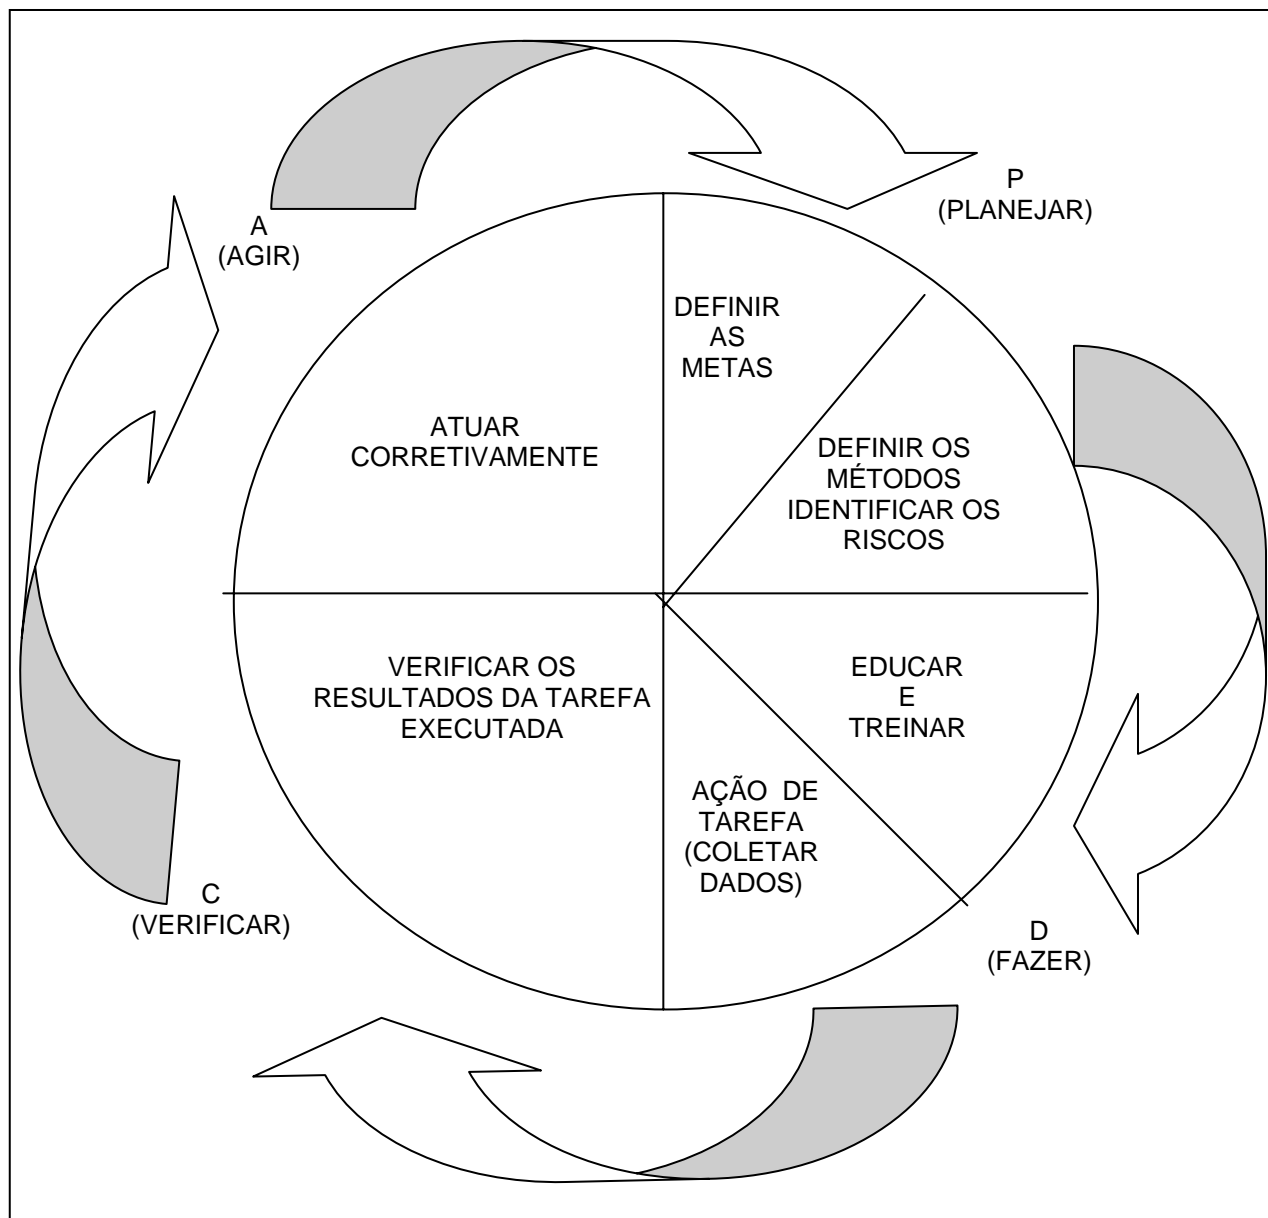 P
(PLANEJAR)
A
(AGIR)
DEFINIR
AS
METAS
ATUAR
CORRETIVAMENTE
DEFINIR OS
MÉTODOS
IDENTIFICAR OS
RISCOS
VERIFICAR OS
RESULTADOS DA TAREFA
EXECUTADA
EDUCAR
E
TREINAR
AÇÃO DE
TAREFA
(COLETAR
DADOS)
C
(VERIFICAR)
D
(FAZER)